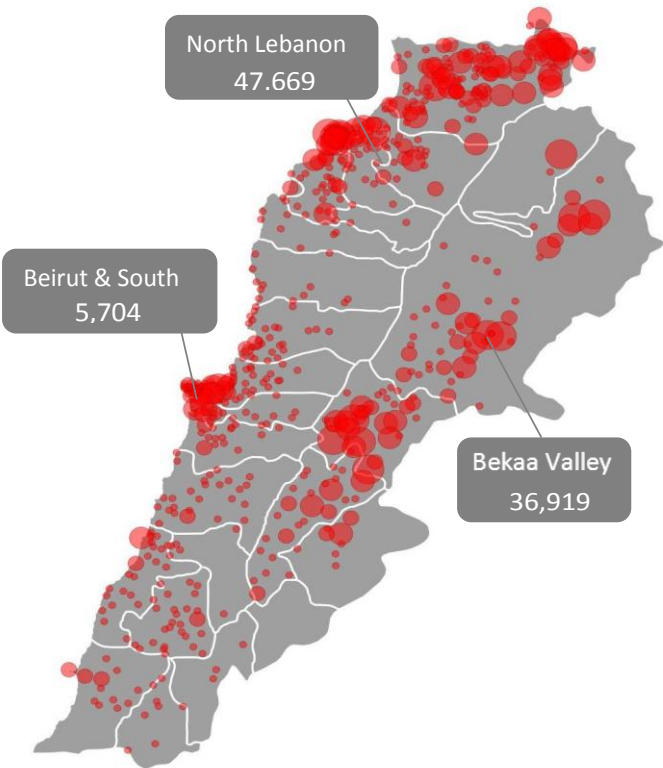 North Lebanon
47.669
Beirut & South
5,704
Bekaa Valley
36,919